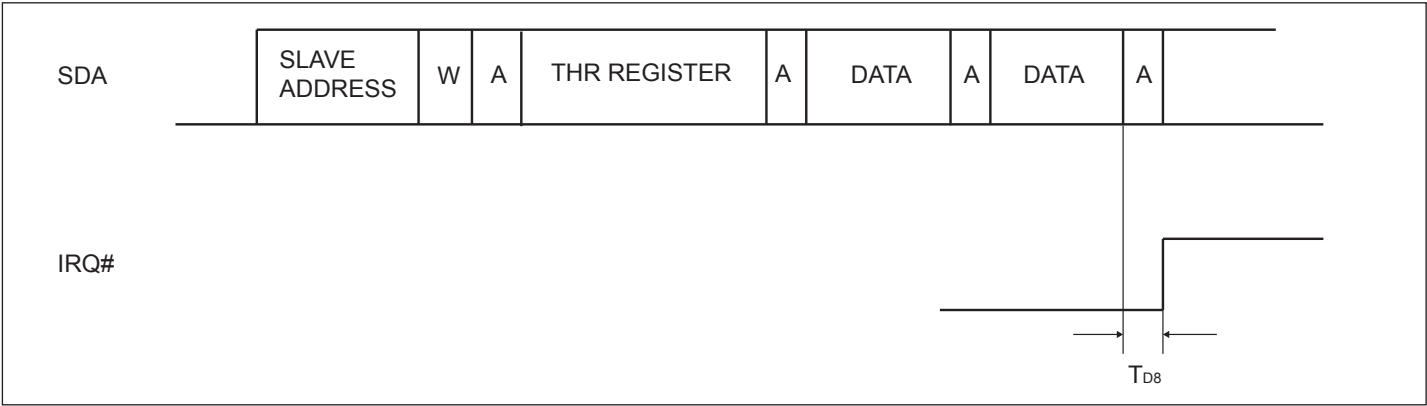 SDA
SLAVE
ADDRESS
W
A
THR REGISTER
A
DATA
A
DATA
A
IRQ#
TD8